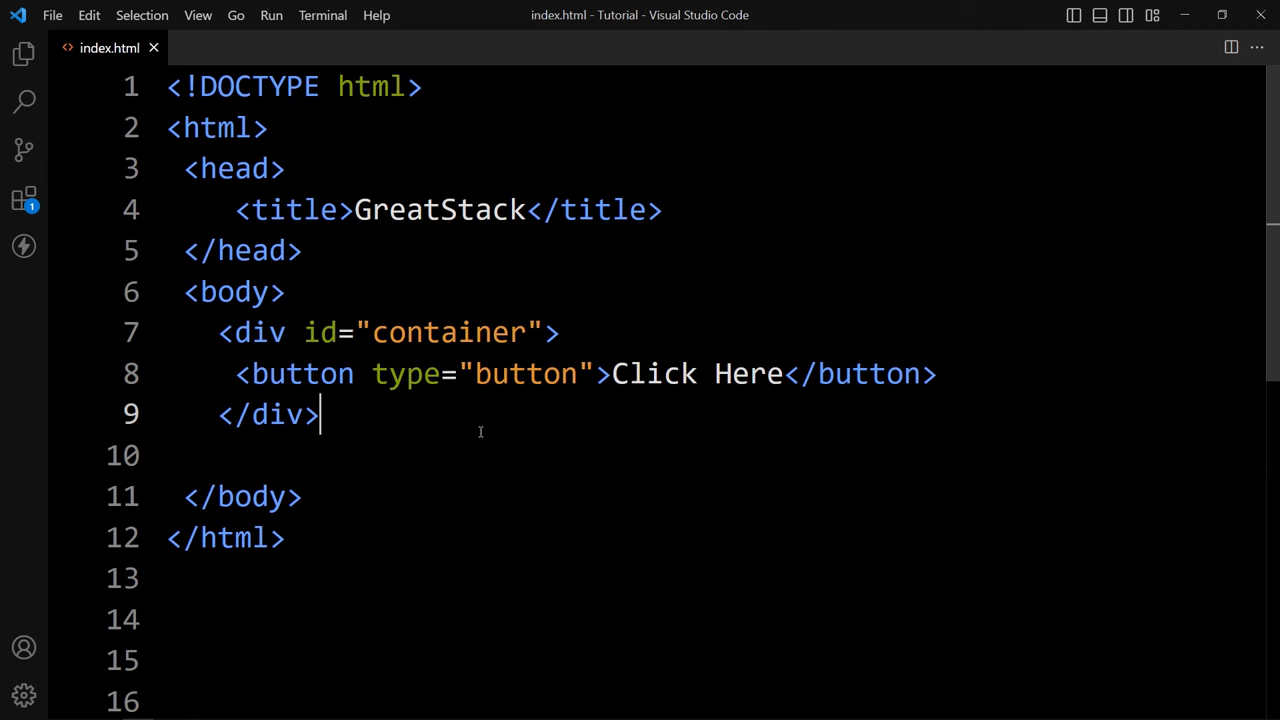 File Edit Selection View Go Run Terminal Help index.html - Tutorial - Visual Studio Code
<> index.html
1 <!DOCTYPE html>
2 <html>
3 <head>
4 <title>GreatStack</title>
5 </head>
6 <body>
7 <div id="container">
8 <button type="button">Click Here</button>
9 </div>
10
11 </body>
12 </html>
13
14
15
16
1